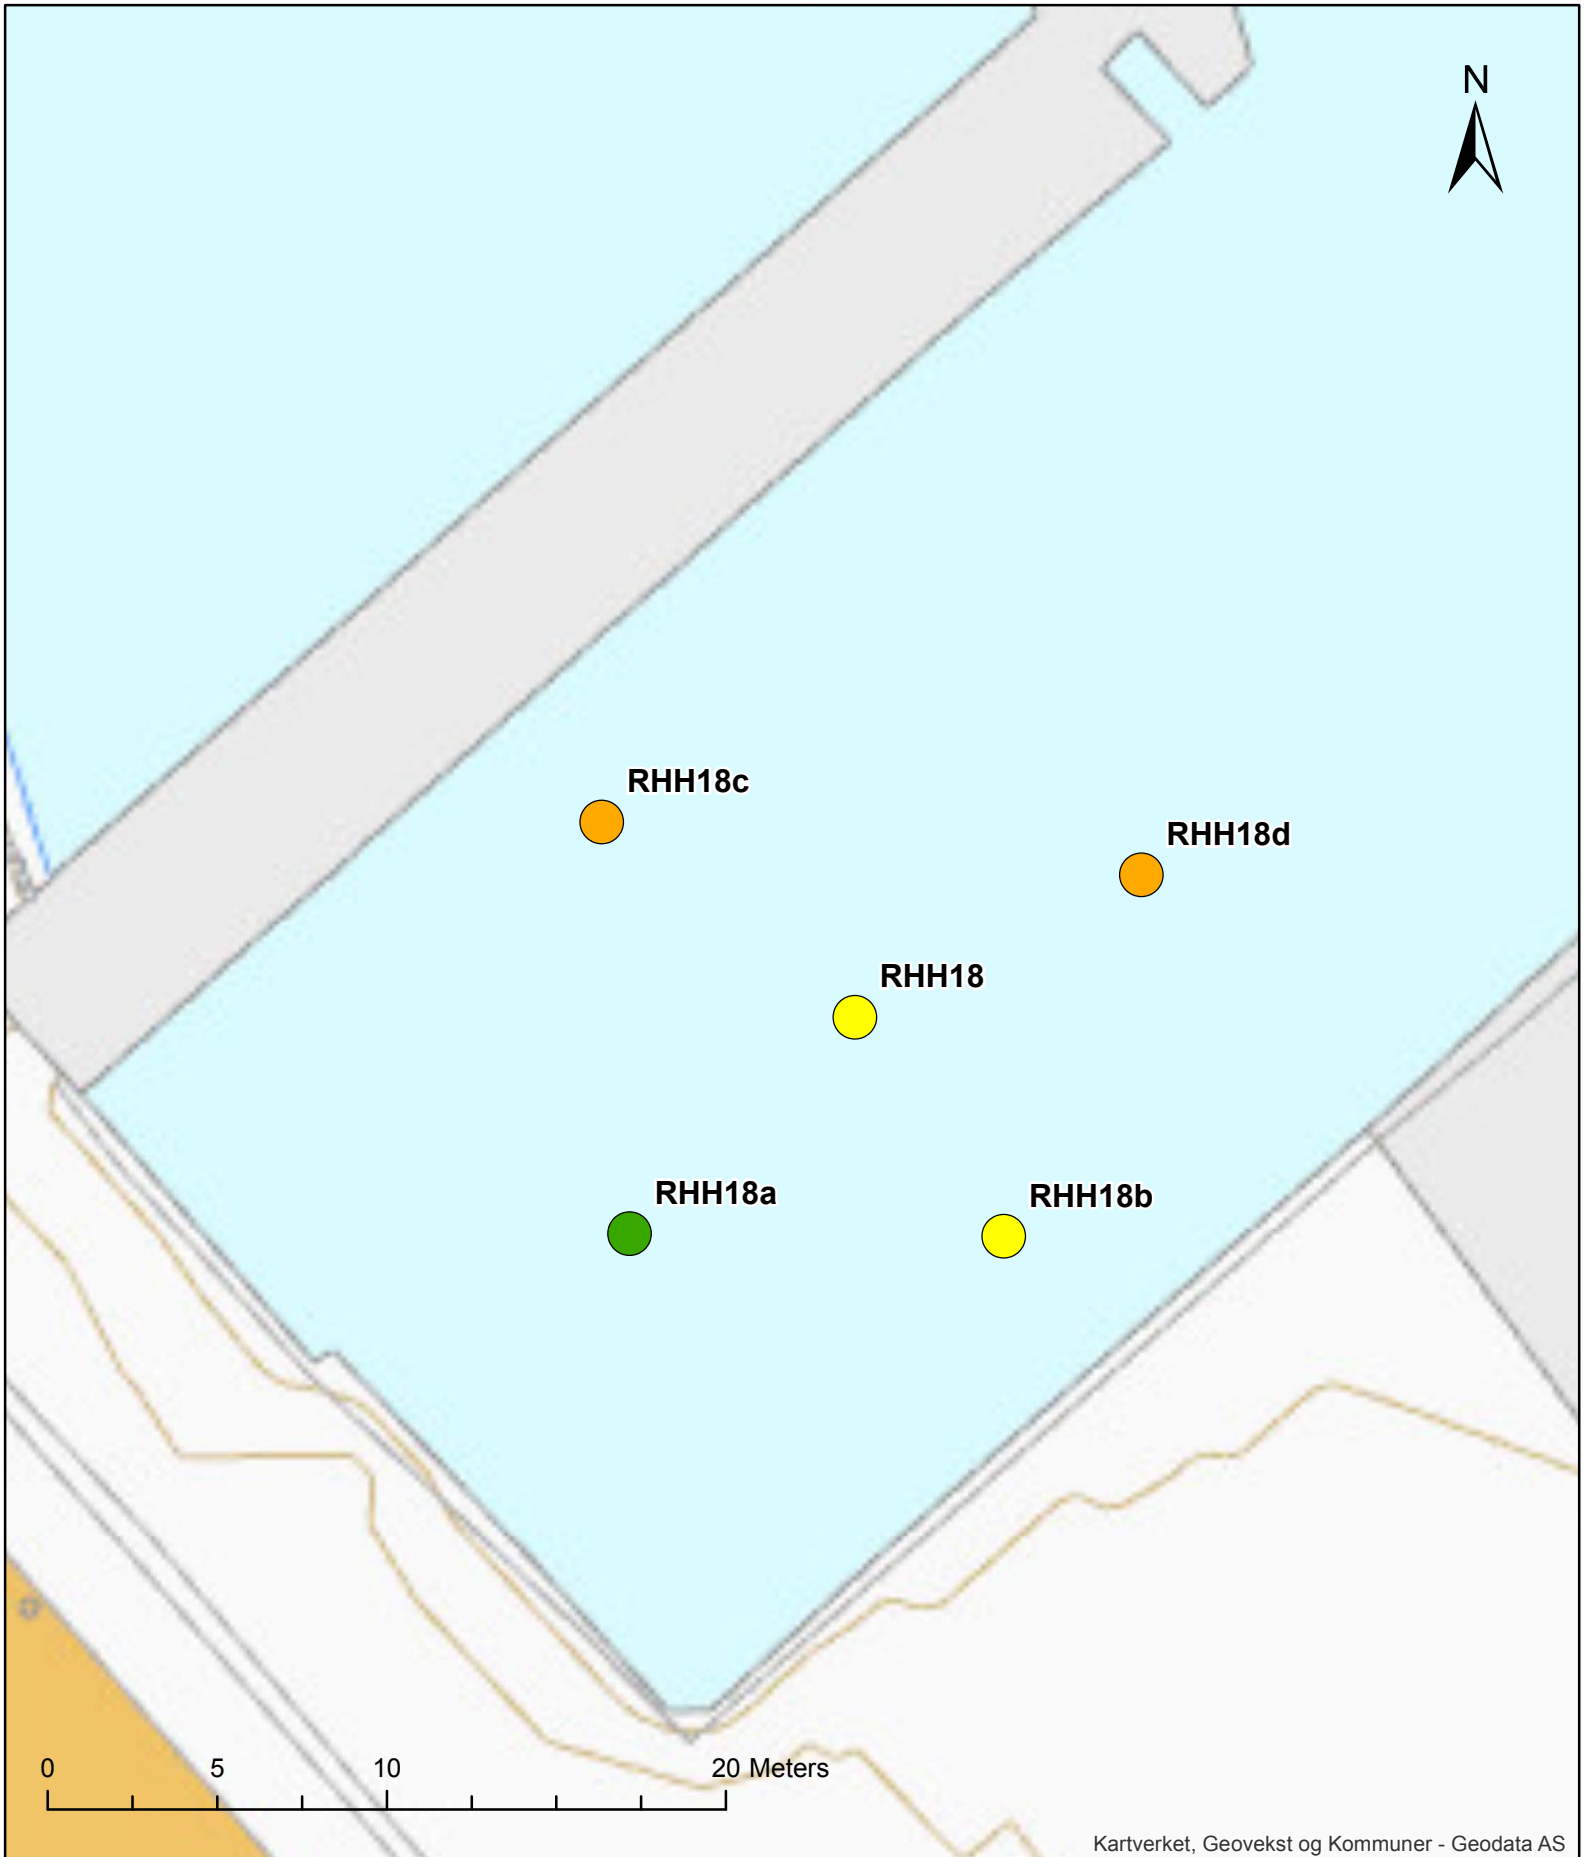 N
RHH18c
RHH18d
RHH18
RHH18a
RHH18b
0 5 10 20 Meters
Kartverket, Geovekst og Kommuner - Geodata AS